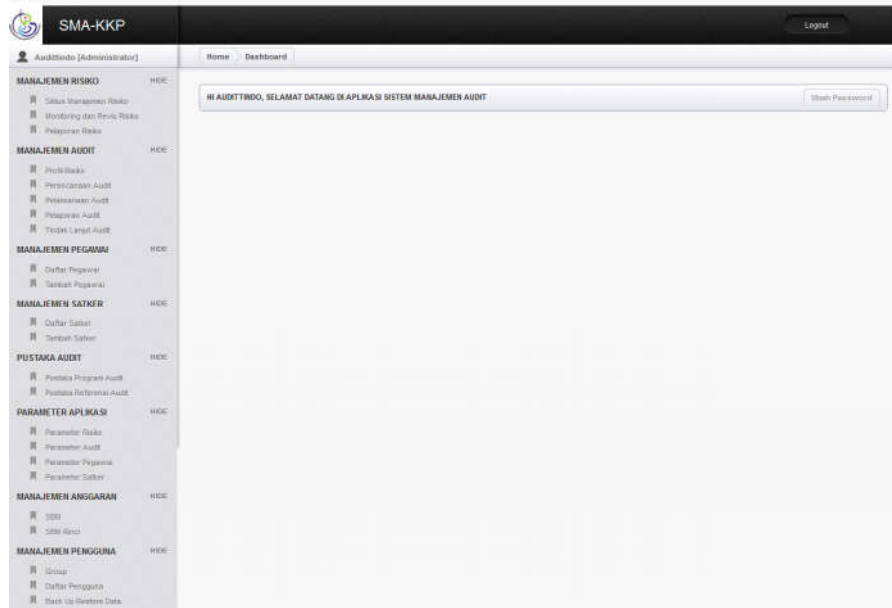 SMA-KKP
Logout
Audittindo [Administrator]
Home Dashboard
HI AUDITTINDO, SELAMAT DATANG DI APLIKASI SISTEM MANAJEMEN AUDIT
Ubah Password
MANAJEMEN RISIKO HIDE
Siklus Manajemen Risiko
Monitoring dan Reviu Risiko
Pelaporan Risiko
MANAJEMEN AUDIT HIDE
Profil Risiko
Perencanaan Audit
Pelaksanaan Audit
Pelaporan Audit
Tindak Lanjut Audit
MANAJEMEN PEGAWAI HIDE
Daftar Pegawai
Tambah Pegawai
MANAJEMEN SATKER HIDE
Daftar Satker
Tambah Satker
PUSTAKA AUDIT HIDE
Pustaka Program Audit
Pustaka Referensi Audit
PARAMETER APLIKASI HIDE
Parameter Risiko
Parameter Audit
Parameter Pegawai
Parameter Satker
MANAJEMEN ANGGARAN HIDE
SBM
SBM Rinci
MANAJEMEN PENGGUNA HIDE
Group
Daftar Pengguna
Back Up Restore Data